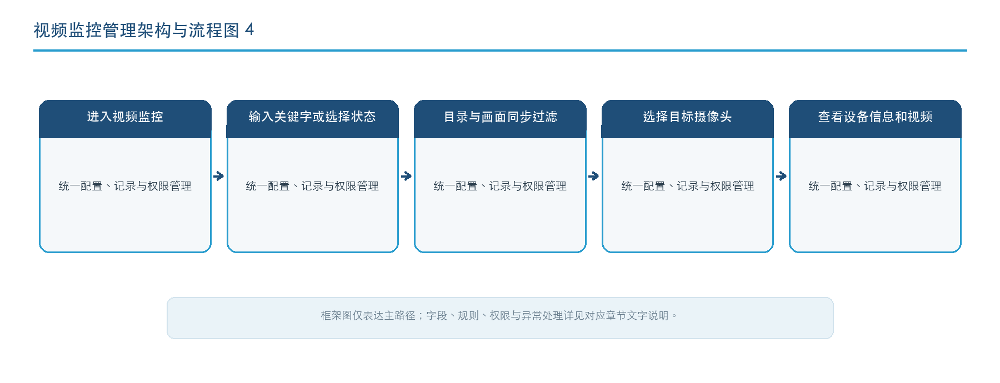 视频监控管理架构与流程图 4
进入视频监控
输入关键字或选择状态
目录与画面同步过滤
选择目标摄像头
查看设备信息和视频
统一配置、记录与权限管理
统一配置、记录与权限管理
统一配置、记录与权限管理
统一配置、记录与权限管理
统一配置、记录与权限管理
框架图仅表达主路径；字段、规则、权限与异常处理详见对应章节文字说明。